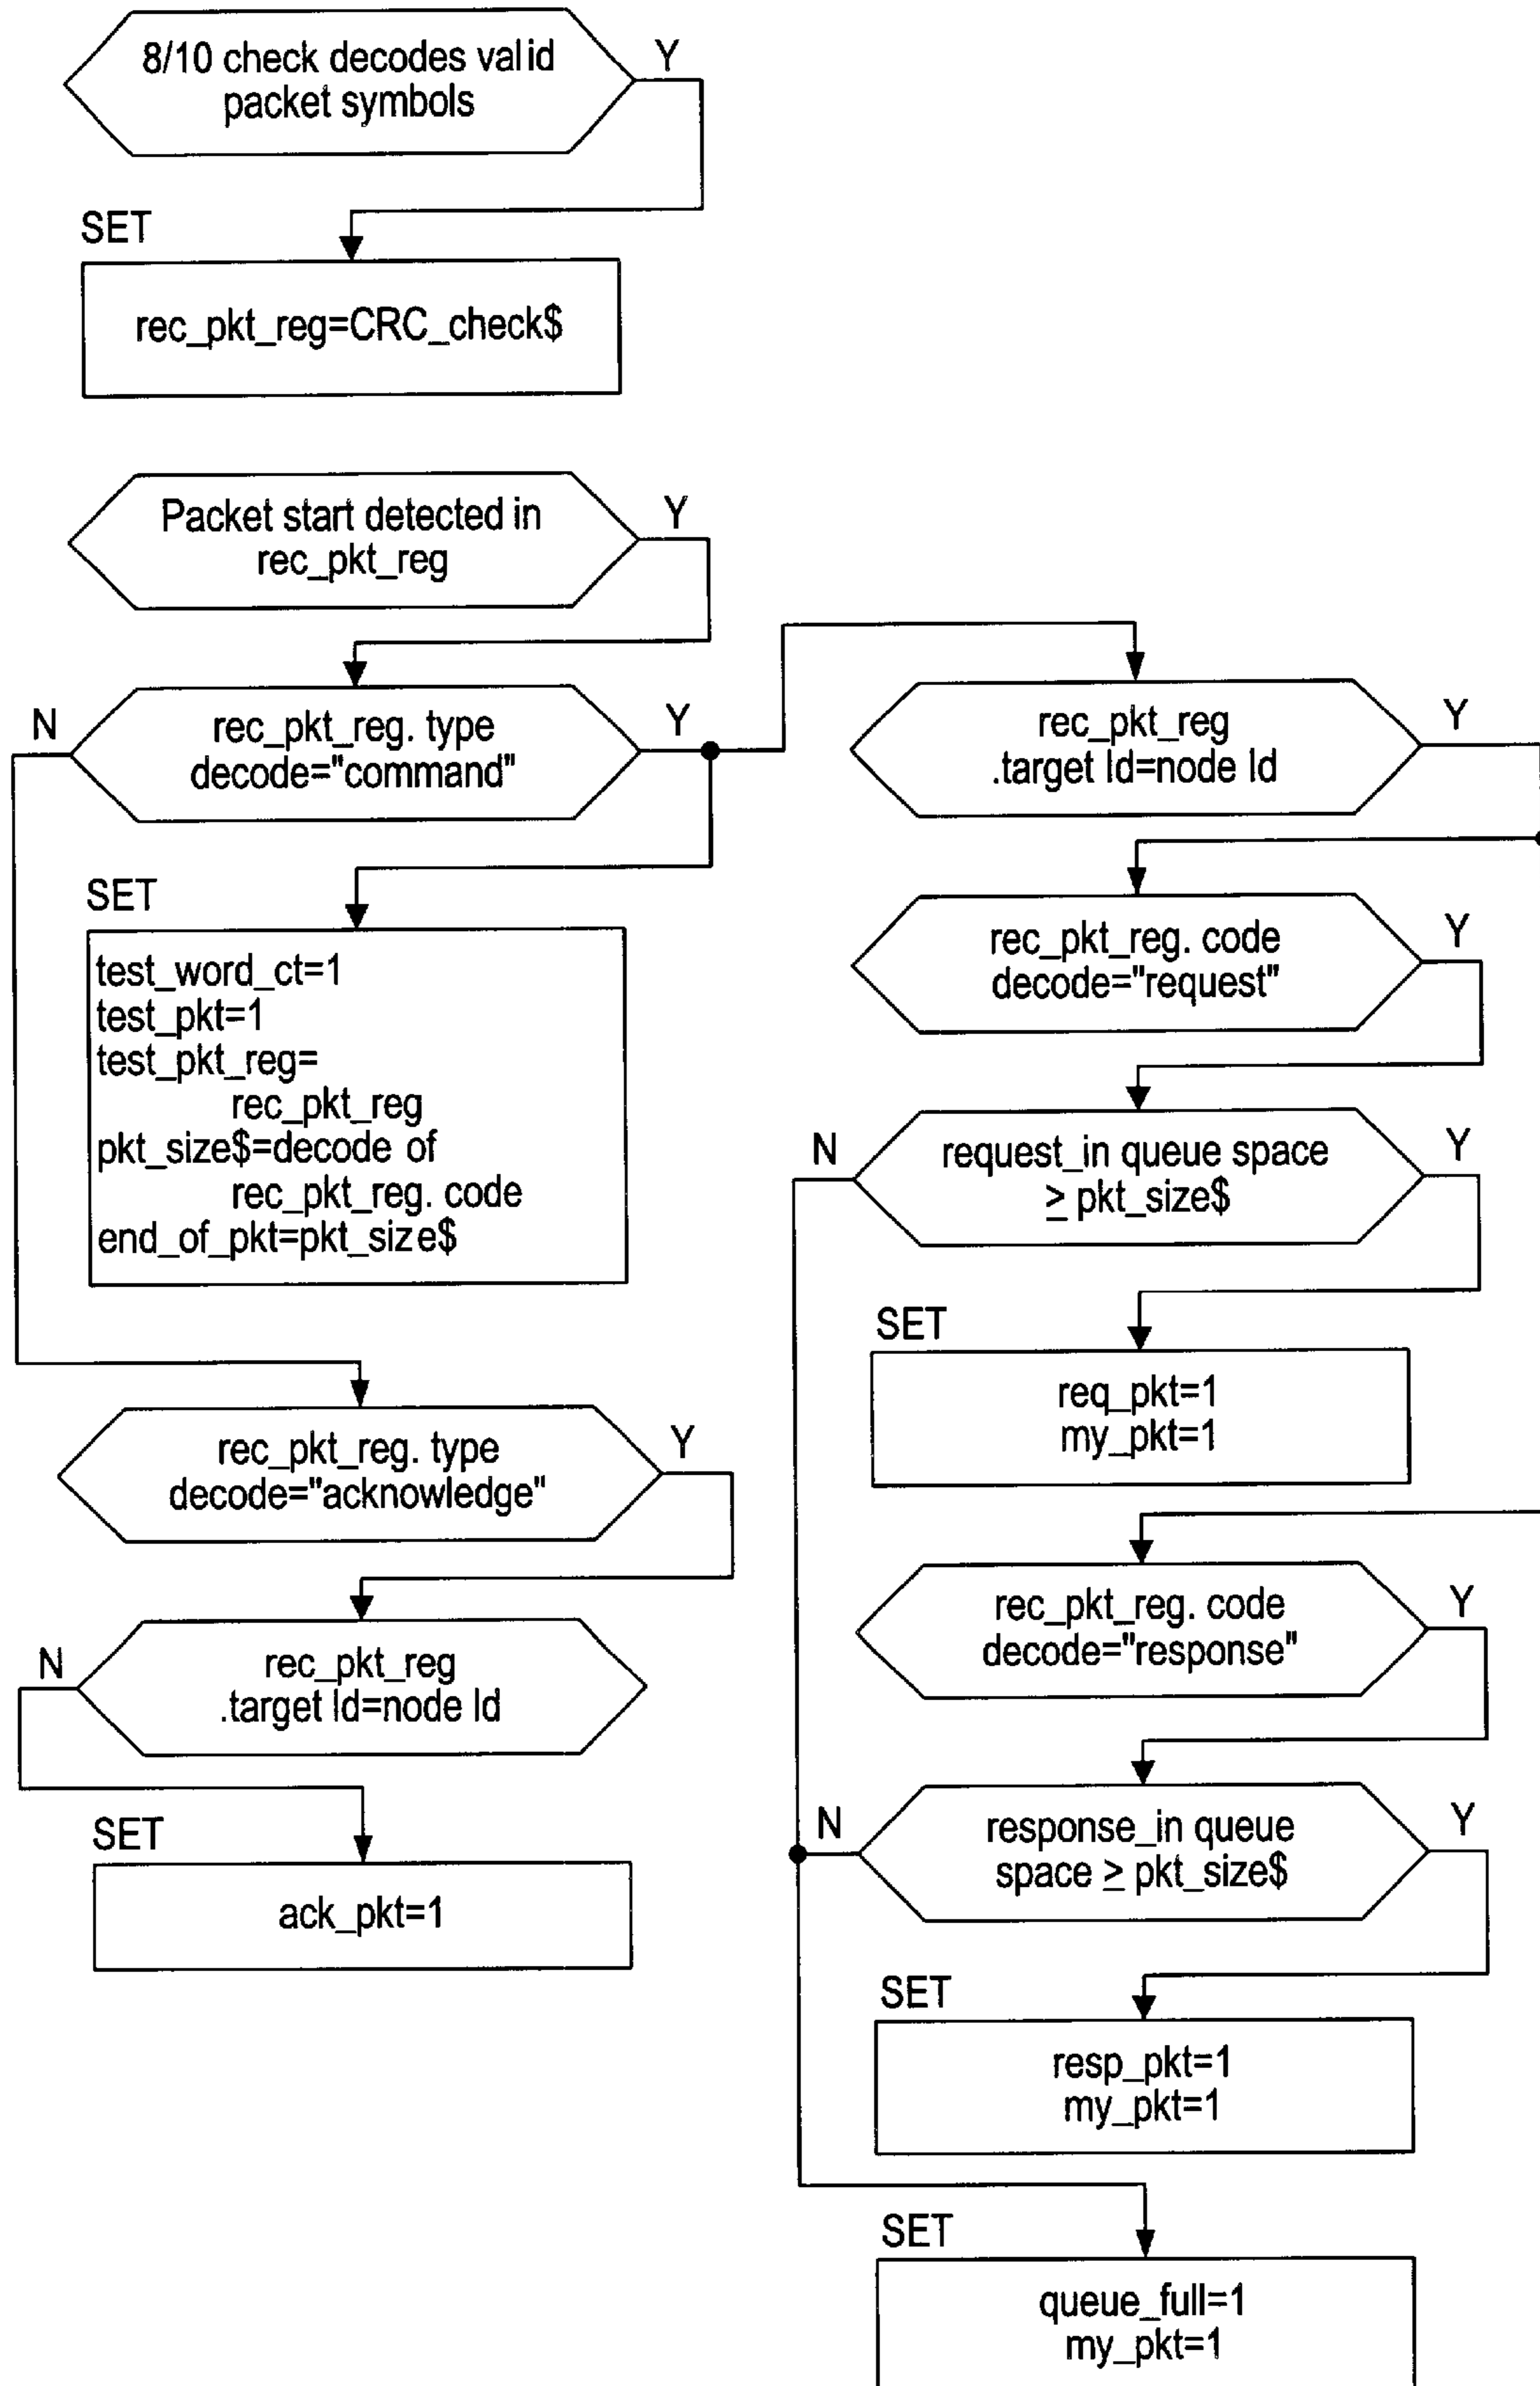 8/10 check decodes valid
packet symbols
Y
SET
rec_pkt_reg=CRC_check$
Packet start detected in
rec_pkt_reg
Y
N
rec_pkt_reg. type
decode="command"
Y
SET
test_word_ct=1
test_pkt=1
test_pkt_reg=
rec_pkt_reg
pkt_size$=decode of
rec_pkt_reg. code
end_of_pkt=pkt_size$
rec_pkt_reg. type
decode="acknowledge"
Y
N
rec_pkt_reg
.target Id=node Id
SET
ack_pkt=1
rec_pkt_reg
.target Id=node Id
Y
rec_pkt_reg. code
decode="request"
Y
N
request_in queue space
≥ pkt_size$
Y
SET
req_pkt=1
my_pkt=1
rec_pkt_reg. code
decode="response"
Y
N
response_in queue
space ≥ pkt_size$
Y
SET
resp_pkt=1
my_pkt=1
SET
queue_full=1
my_pkt=1